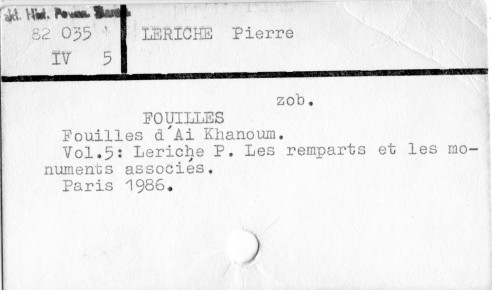 82 035 LERICHE Pierre
IV 5
zob.
FOUILLES
Fouilles d'Ai Khanoum.
Vol.5: Leriche P. Les remparts et les mo-
numents associés.
Paris 1986.